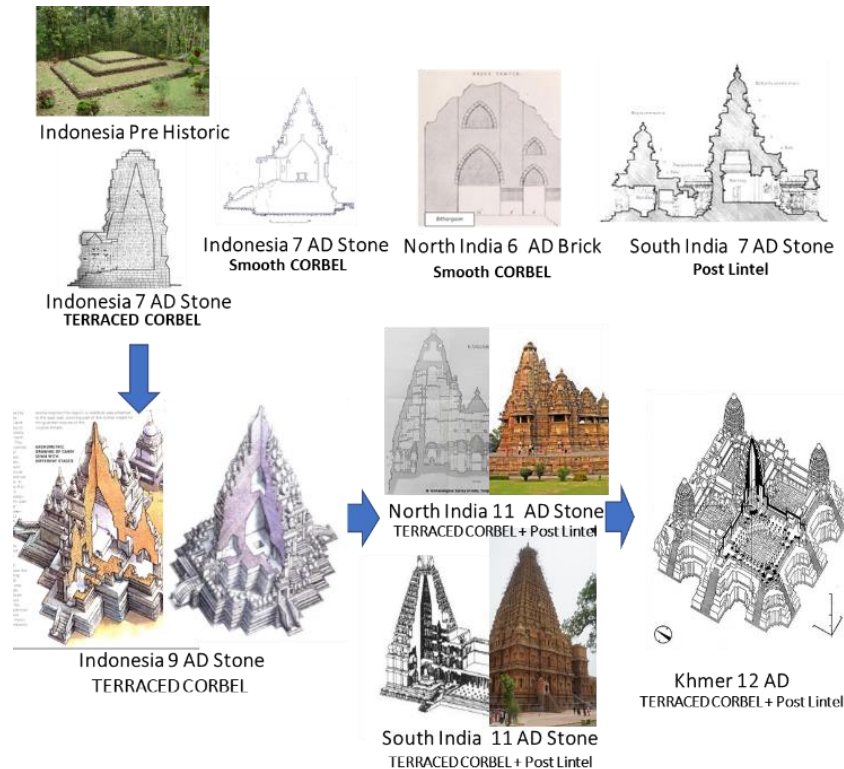 Indonesia Pre Historic
Indonesia 7 AD Stone
TERRACED CORBEL
Indonesia 7 AD Stone
Smooth CORBEL
North India 6 AD Brick
Smooth CORBEL
South India 7 AD Stone
Post Lintel
Indonesia 9 AD Stone
TERRACED CORBEL
North India 11 AD Stone
TERRACED CORBEL + Post Lintel
South India 11 AD Stone
TERRACED CORBEL + Post Lintel
Khmer 12 AD
TERRACED CORBEL + Post Lintel